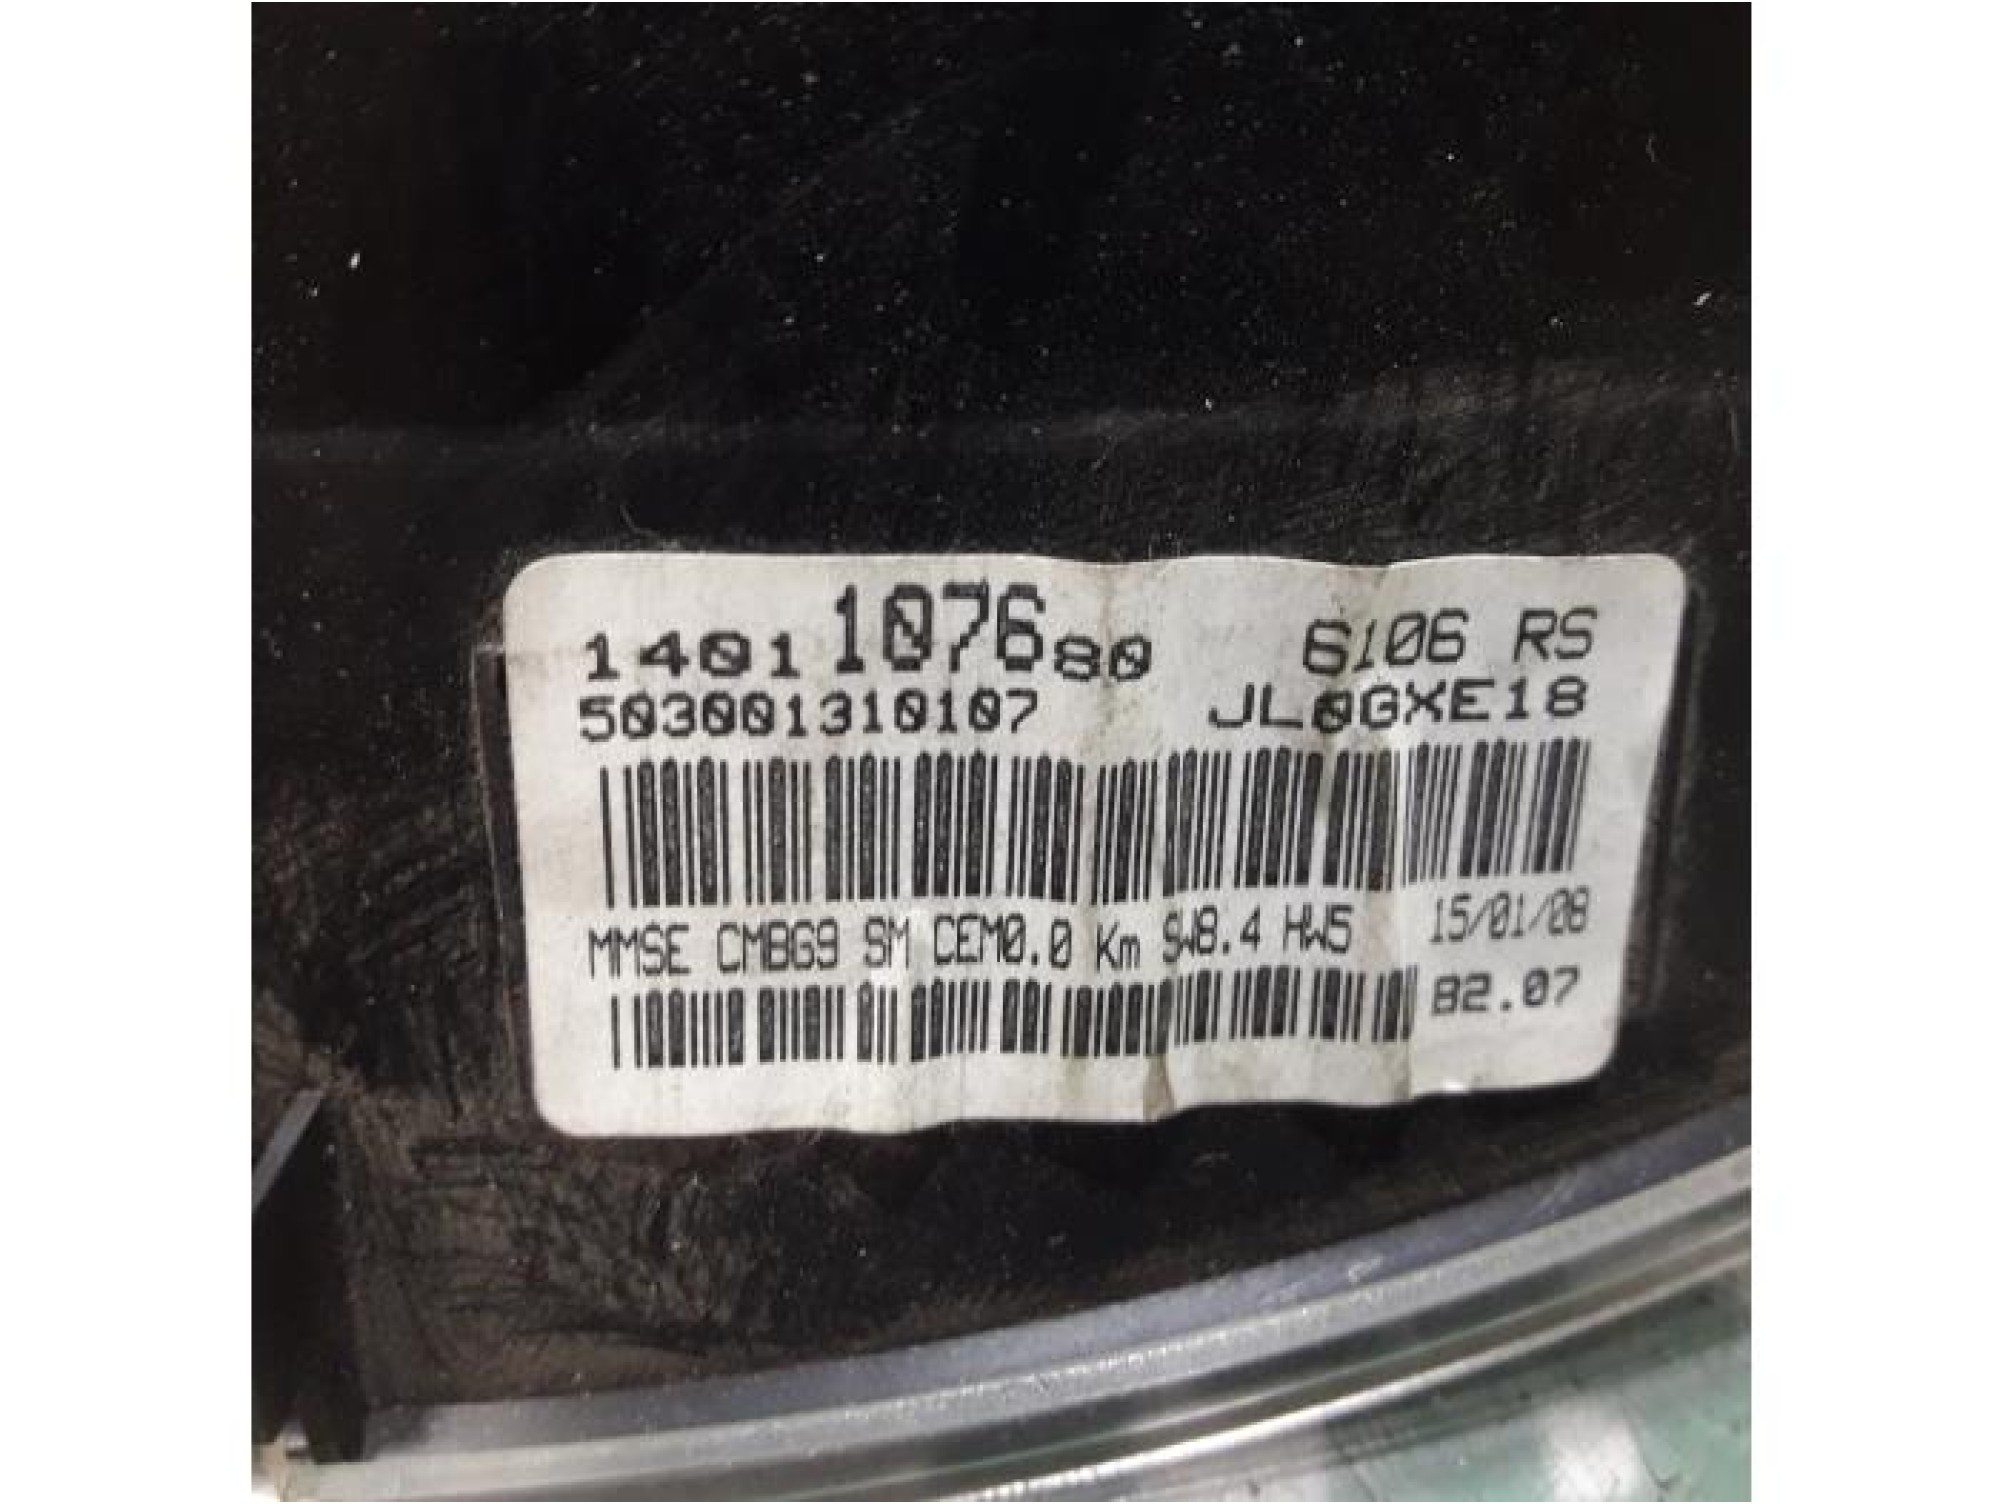 1401 1076 80 6106 RS
503001310107 JL0GXE18
MMSE CMBG9 SM CEM0.0 Km SW8.4 HW5 15/01/08
B2.07